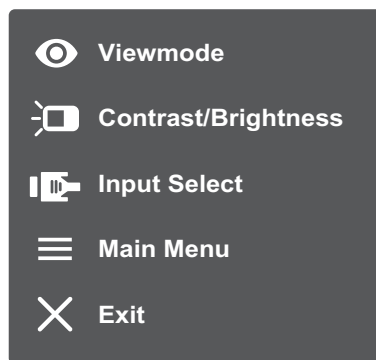 Viewmode
Contrast/Brightness
Input Select
Main Menu
Exit